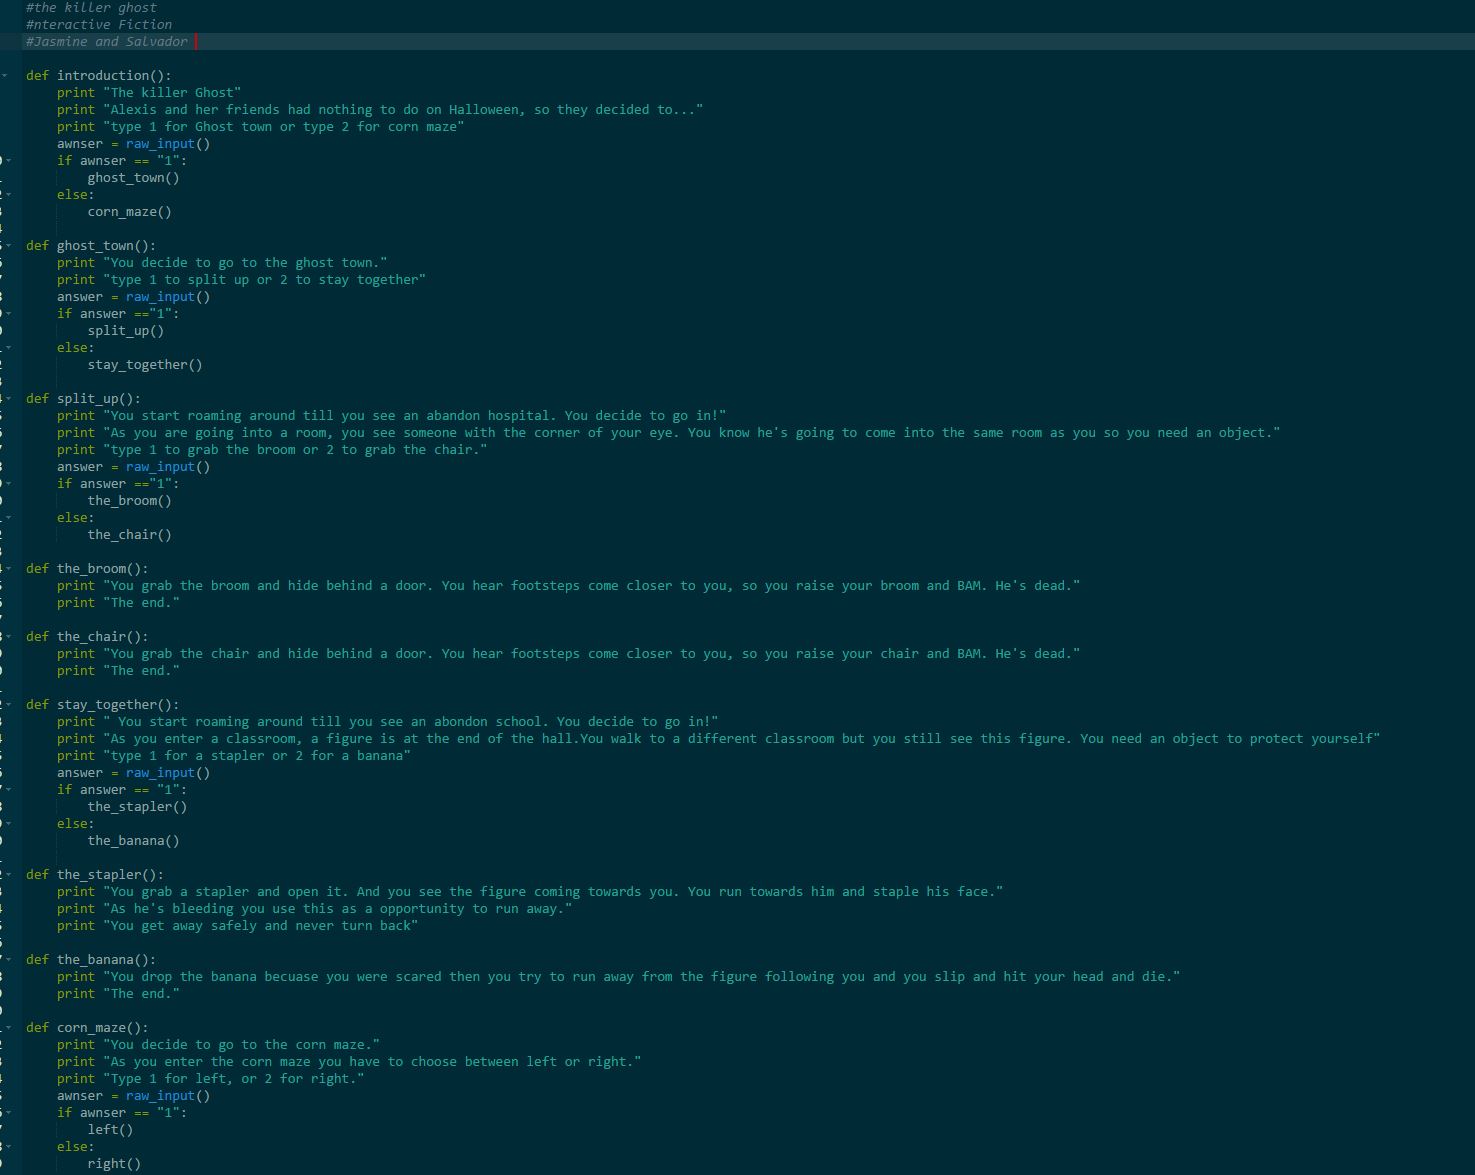 #the killer ghost
#nteractive Fiction
#Jasmine and Salvador

def introduction():
    print "The killer Ghost"
    print "Alexis and her friends had nothing to do on Halloween, so they decided to..."
    print "type 1 for Ghost town or type 2 for corn maze"
    awnser = raw_input()
    if awnser == "1":
        ghost_town()
    else:
        corn_maze()

def ghost_town():
    print "You decide to go to the ghost town."
    print "type 1 to split up or 2 to stay together"
    answer = raw_input()
    if answer =="1":
        split_up()
    else:
        stay_together()

def split_up():
    print "You start roaming around till you see an abandon hospital. You decide to go in!"
    print "As you are going into a room, you see someone with the corner of your eye. You know he's going to come into the same room as you so you need an object."
    print "type 1 to grab the broom or 2 to grab the chair."
    answer = raw_input()
    if answer =="1":
        the_broom()
    else:
        the_chair()

def the_broom():
    print "You grab the broom and hide behind a door. You hear footsteps come closer to you, so you raise your broom and BAM. He's dead."
    print "The end."

def the_chair():
    print "You grab the chair and hide behind a door. You hear footsteps come closer to you, so you raise your chair and BAM. He's dead."
    print "The end."

def stay_together():
    print " You start roaming around till you see an abondon school. You decide to go in!"
    print "As you enter a classroom, a figure is at the end of the hall.You walk to a different classroom but you still see this figure. You need an object to protect yourself"
    print "type 1 for a stapler or 2 for a banana"
    answer = raw_input()
    if answer == "1":
        the_stapler()
    else:
        the_banana()

def the_stapler():
    print "You grab a stapler and open it. And you see the figure coming towards you. You run towards him and staple his face."
    print "As he's bleeding you use this as a opportunity to run away."
    print "You get away safely and never turn back"

def the_banana():
    print "You drop the banana becuase you were scared then you try to run away from the figure following you and you slip and hit your head and die."
    print "The end."

def corn_maze():
    print "You decide to go to the corn maze."
    print "As you enter the corn maze you have to choose between left or right."
    print "Type 1 for left, or 2 for right."
    awnser = raw_input()
    if awnser == "1":
        left()
    else:
        right()